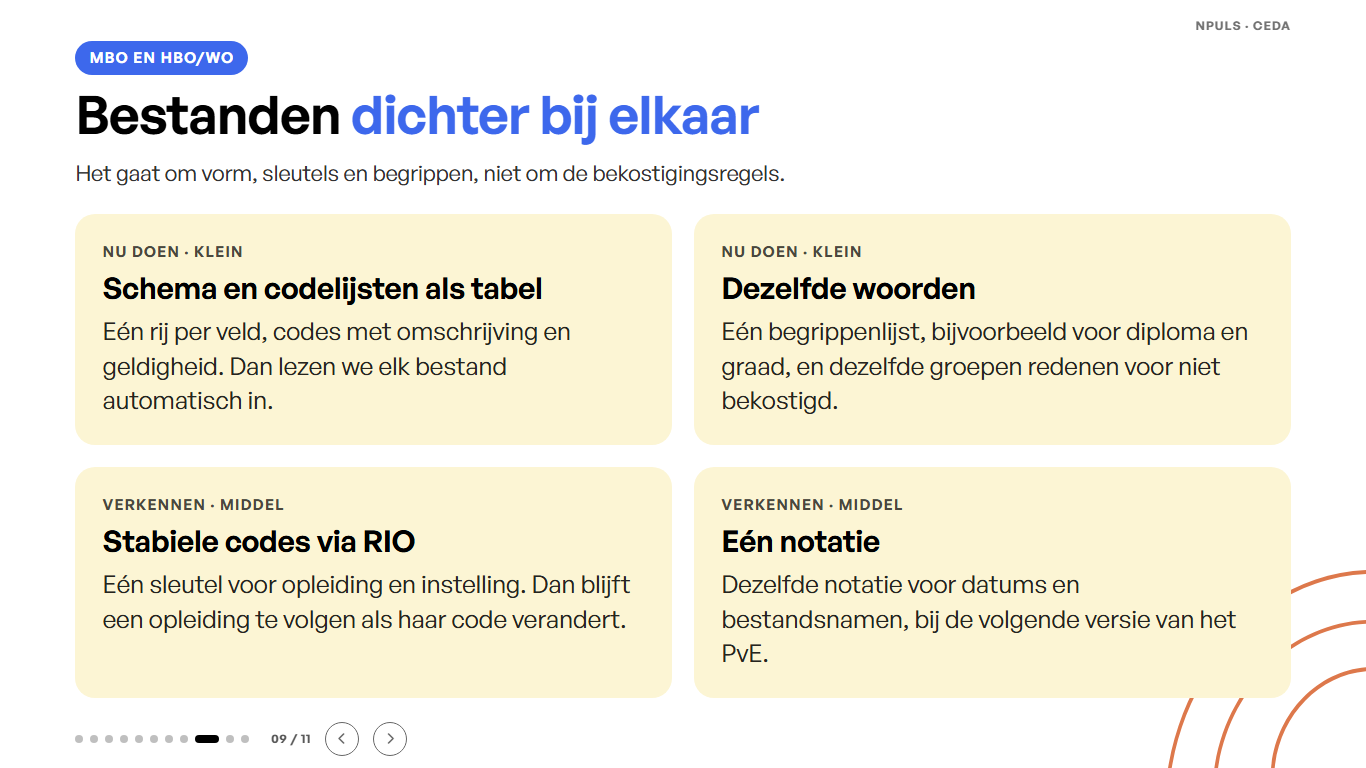 NPULS · CEDA
MBO EN HBO/WO
Bestanden dichter bij elkaar
Het gaat om vorm, sleutels en begrippen, niet om de bekostigingsregels.
NU DOEN · KLEIN
Schema en codelijsten als tabel
Eén rij per veld, codes met omschrijving en
geldigheid. Dan lezen we elk bestand
automatisch in.
NU DOEN · KLEIN
Dezelfde woorden
Eén begrippenlijst, bijvoorbeeld voor diploma en
graad, en dezelfde groepen redenen voor niet
bekostigd.
VERKENNEN · MIDDEL
Stabiele codes via RIO
Eén sleutel voor opleiding en instelling. Dan blijft
een opleiding te volgen als haar code verandert.
VERKENNEN · MIDDEL
Eén notatie
Dezelfde notatie voor datums en
bestandsnamen, bij de volgende versie van het
PvE.
09 / 11